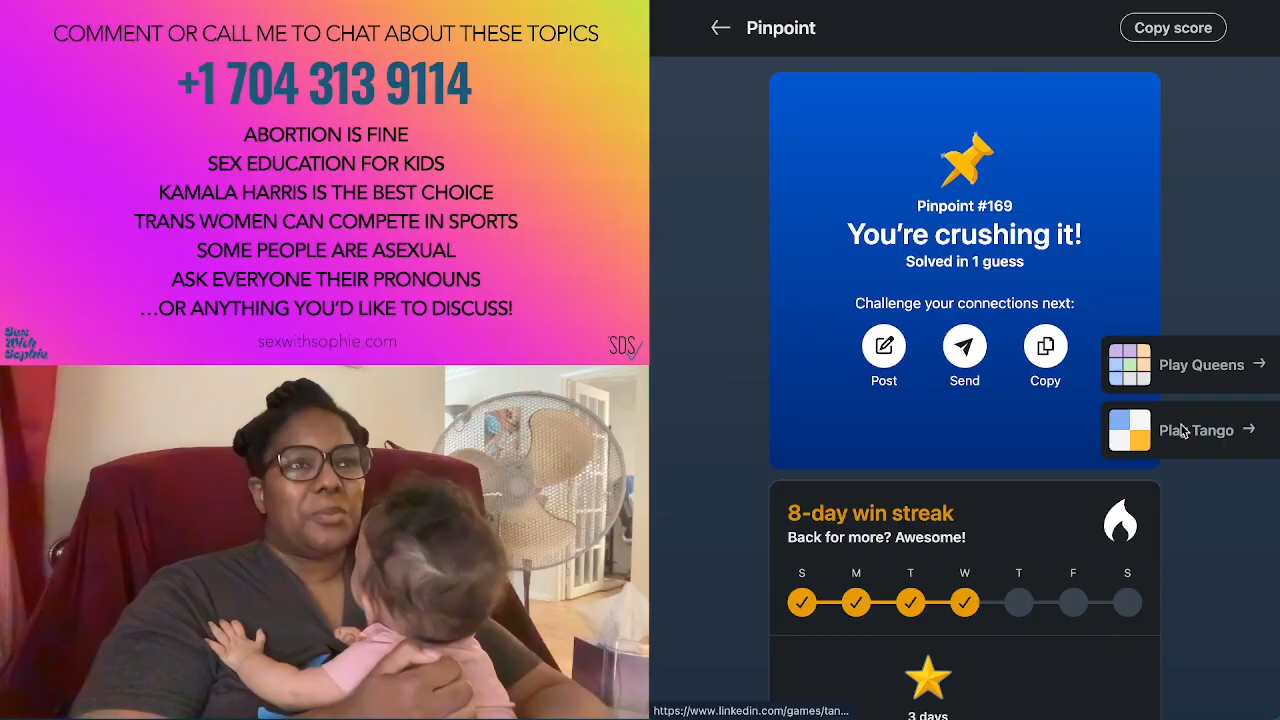 COMMENT OR CALL ME TO CHAT ABOUT THESE TOPICS
+1 704 313 9114
ABORTION IS FINE
SEX EDUCATION FOR KIDS
KAMALA HARRIS IS THE BEST CHOICE
TRANS WOMEN CAN COMPETE IN SPORTS
SOME PEOPLE ARE ASEXUAL
ASK EVERYONE THEIR PRONOUNS
...OR ANYTHING YOU'D LIKE TO DISCUSS!
sexwithsophie.com
Sex
With
Sophie
SDS
← Pinpoint
Copy score
Pinpoint #169
You're crushing it!
Solved in 1 guess
Challenge your connections next:
Post Send Copy
Play Queens →
Play Tango →
8-day win streak
Back for more? Awesome!
S M T W T F S
3 days
https://www.linkedin.com/games/tan...